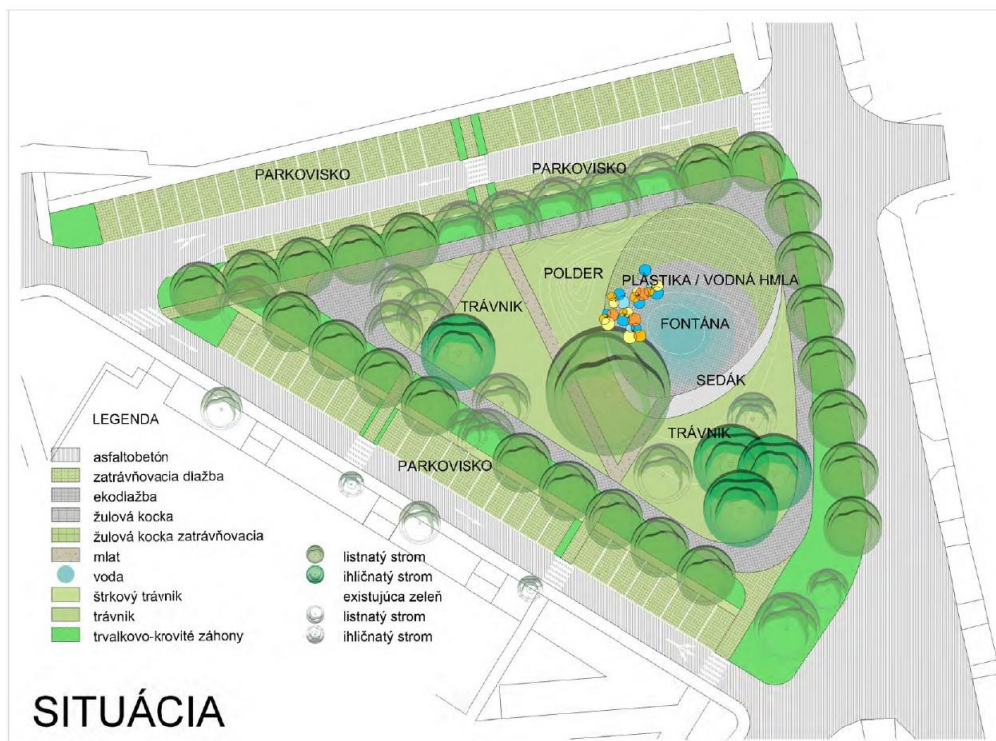 PARKOVISKO
PARKOVISKO
POLDER
PLASTIKA / VODNÁ HMLA
TRÁVNIK
FONTÁNA
SEDÁK
TRÁVNIK
PARKOVISKO
LEGENDA
asfaltobetón
zatrávňovacia dlažba
ekodlažba
žulová kocka
žulová kocka zatrávňovacia
mlat
voda
štrkový trávnik
trávnik
trvalkovo-krovité záhony
listnatý strom
ihličnatý strom
existujúca zeleň
listnatý strom
ihličnatý strom
SITUÁCIA